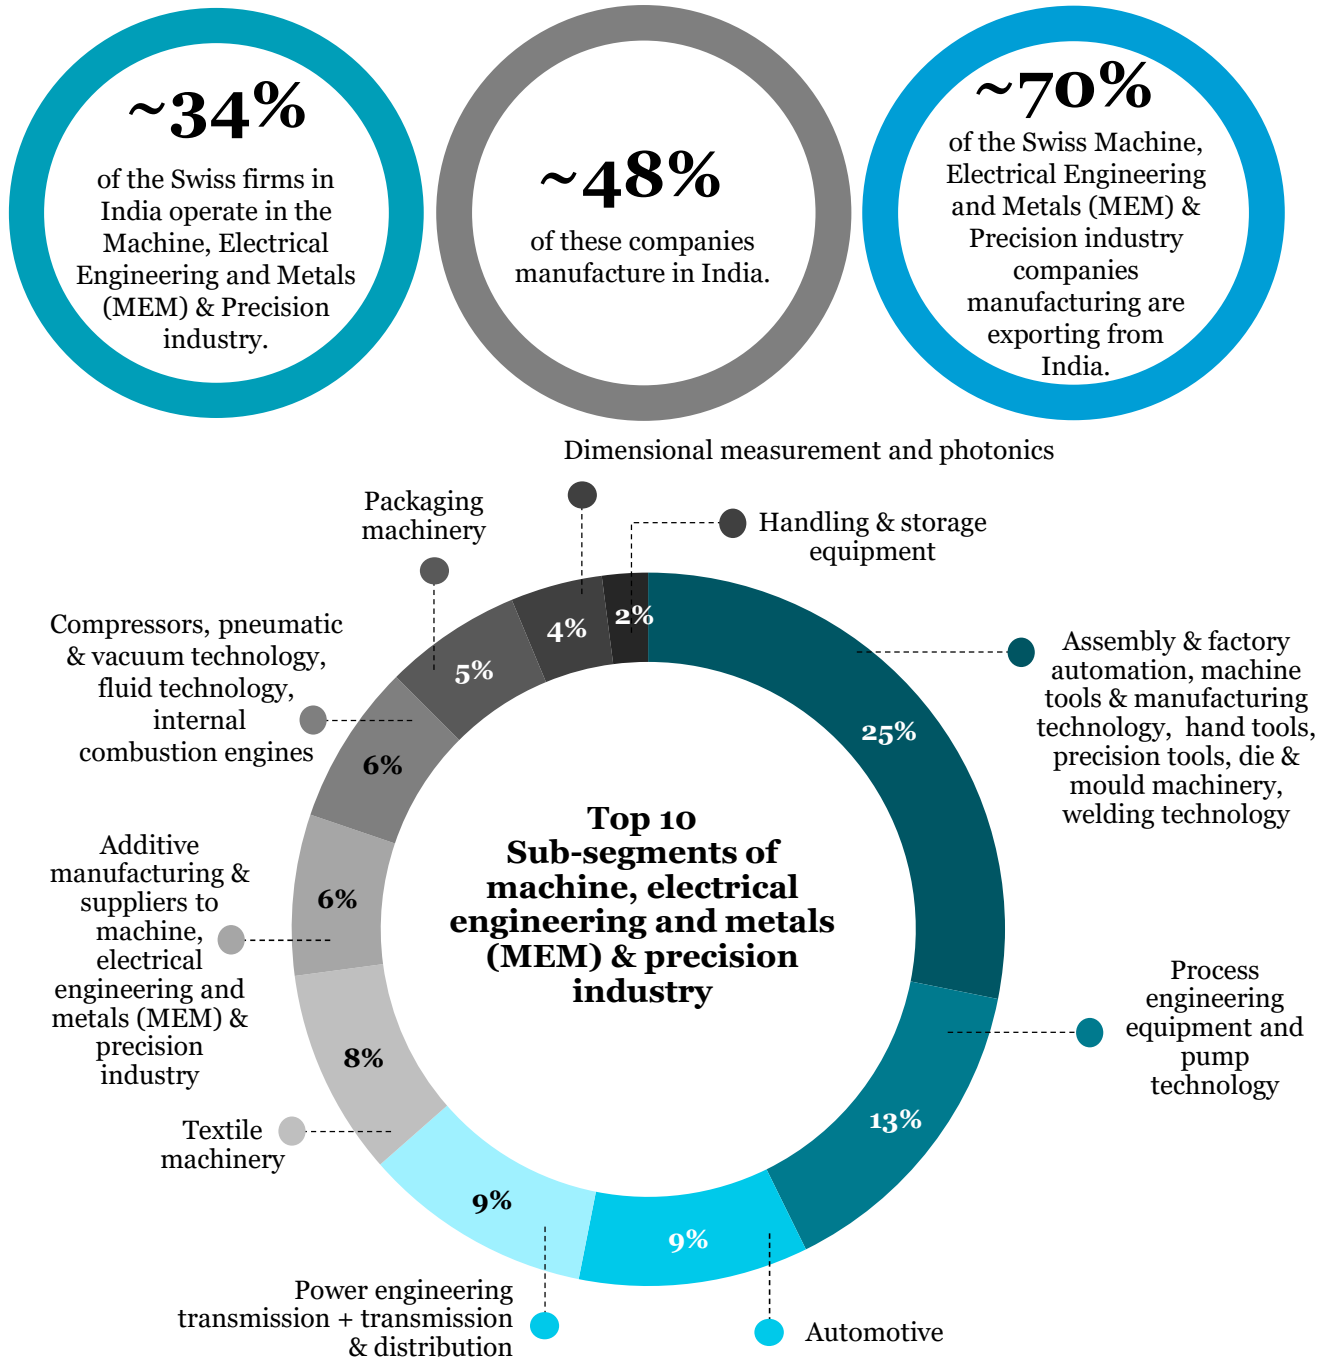 ~34%
of the Swiss firms in
India operate in the
Machine, Electrical
Engineering and Metals
(MEM) & Precision
industry.
~48%
of these companies
manufacture in India.
~70%
of the Swiss Machine,
Electrical Engineering
and Metals (MEM) &
Precision industry
companies
manufacturing are
exporting from
India.
Dimensional measurement and photonics
Packaging
machinery
Handling & storage
equipment
Compressors, pneumatic
& vacuum technology,
fluid technology,
internal
combustion engines
Assembly & factory
automation, machine
tools & manufacturing
technology, hand tools,
precision tools, die &
mould machinery,
welding technology
2%
4%
5%
25%
6%
Top 10
Sub-segments of
machine, electrical
engineering and metals
(MEM) & precision
industry
Additive
manufacturing &
suppliers to
machine,
electrical
engineering and
metals (MEM) &
precision
industry
6%
Process
engineering
equipment and
pump
technology
8%
13%
Textile
machinery
9%
9%
Power engineering
transmission + transmission
& distribution
Automotive